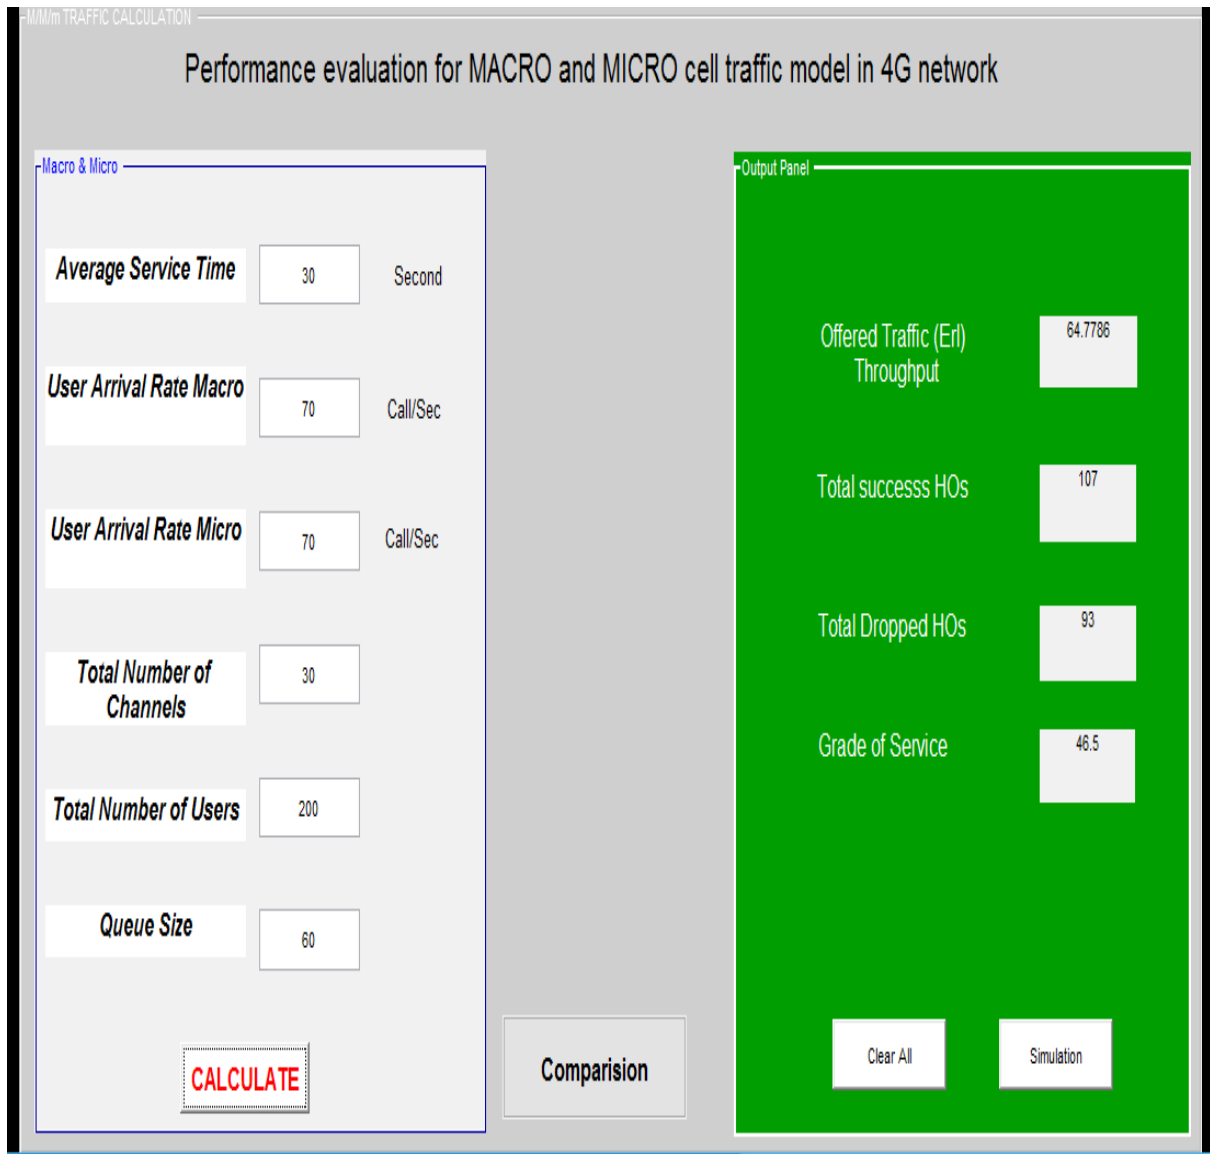 M/M/m TRAFFIC CALCULATION
Performance evaluation for MACRO and MICRO cell traffic model in 4G network
Macro & Micro
Average Service Time
30
Second
User Arrival Rate Macro
70
Call/Sec
User Arrival Rate Micro
70
Call/Sec
Total Number of
Channels
30
Total Number of Users
200
Queue Size
60
CALCULATE
Comparision
Output Panel
Offered Traffic (Erl)
Throughput
64.7786
Total successs HOs
107
Total Dropped HOs
93
Grade of Service
46.5
Clear All
Simulation